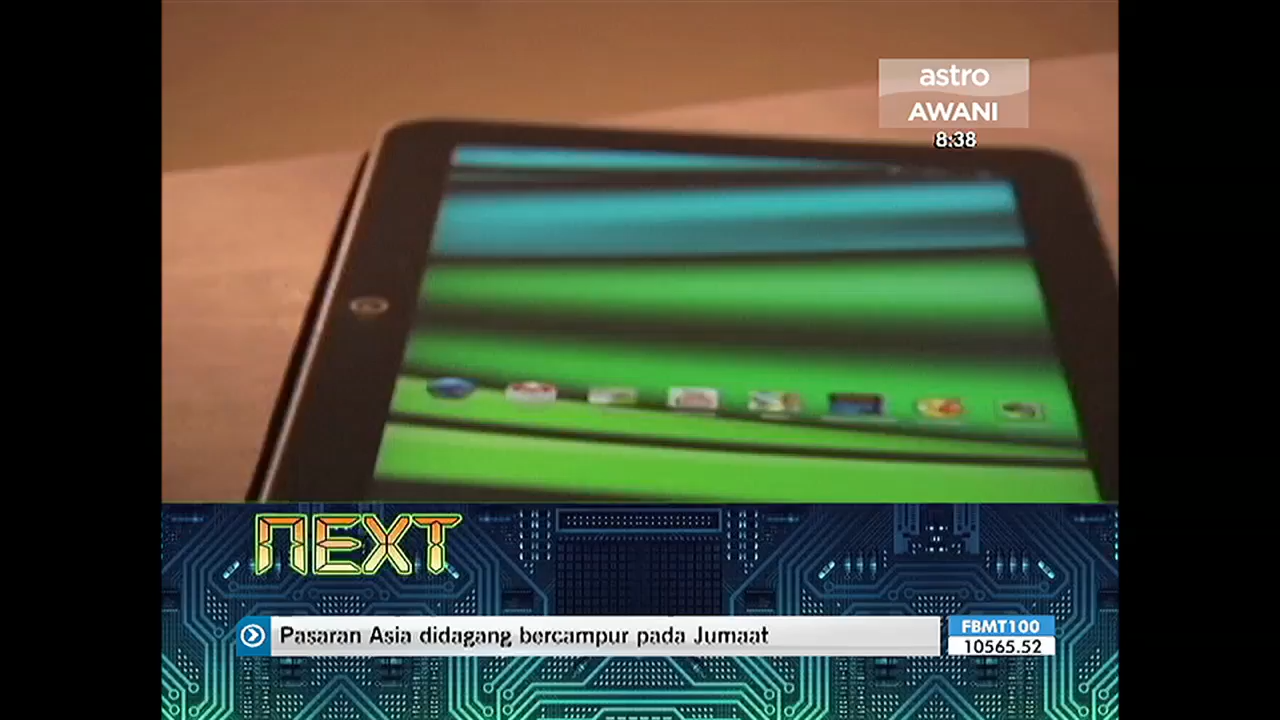 astro
AWANI
8:38
NEXT
Pasaran Asia didagang bercampur pada Jumaat
FBMT100
10565.52